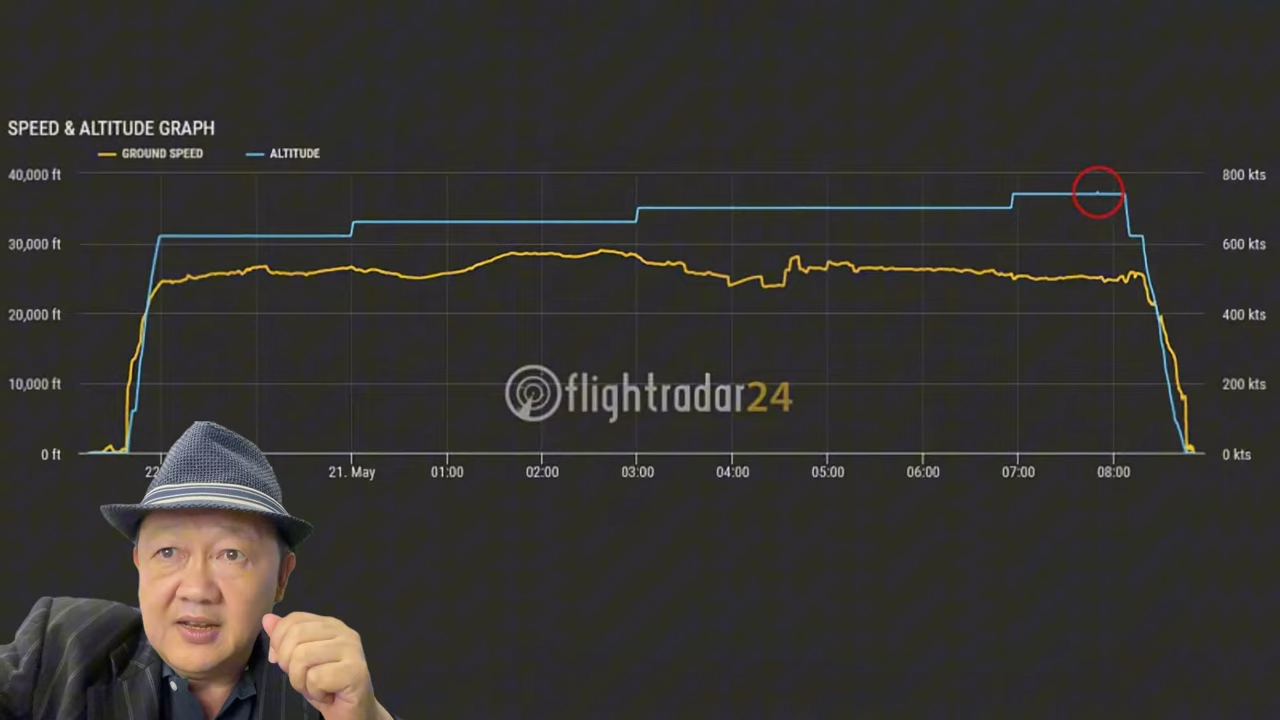 SPEED & ALTITUDE GRAPH
GROUND SPEED ALTITUDE
40,000 ft 800 kts
30,000 ft 600 kts
20,000 ft 400 kts
10,000 ft 200 kts
flightradar24
0 ft 0 kts
22 21. May 01:00 02:00 03:00 04:00 05:00 06:00 07:00 08:00